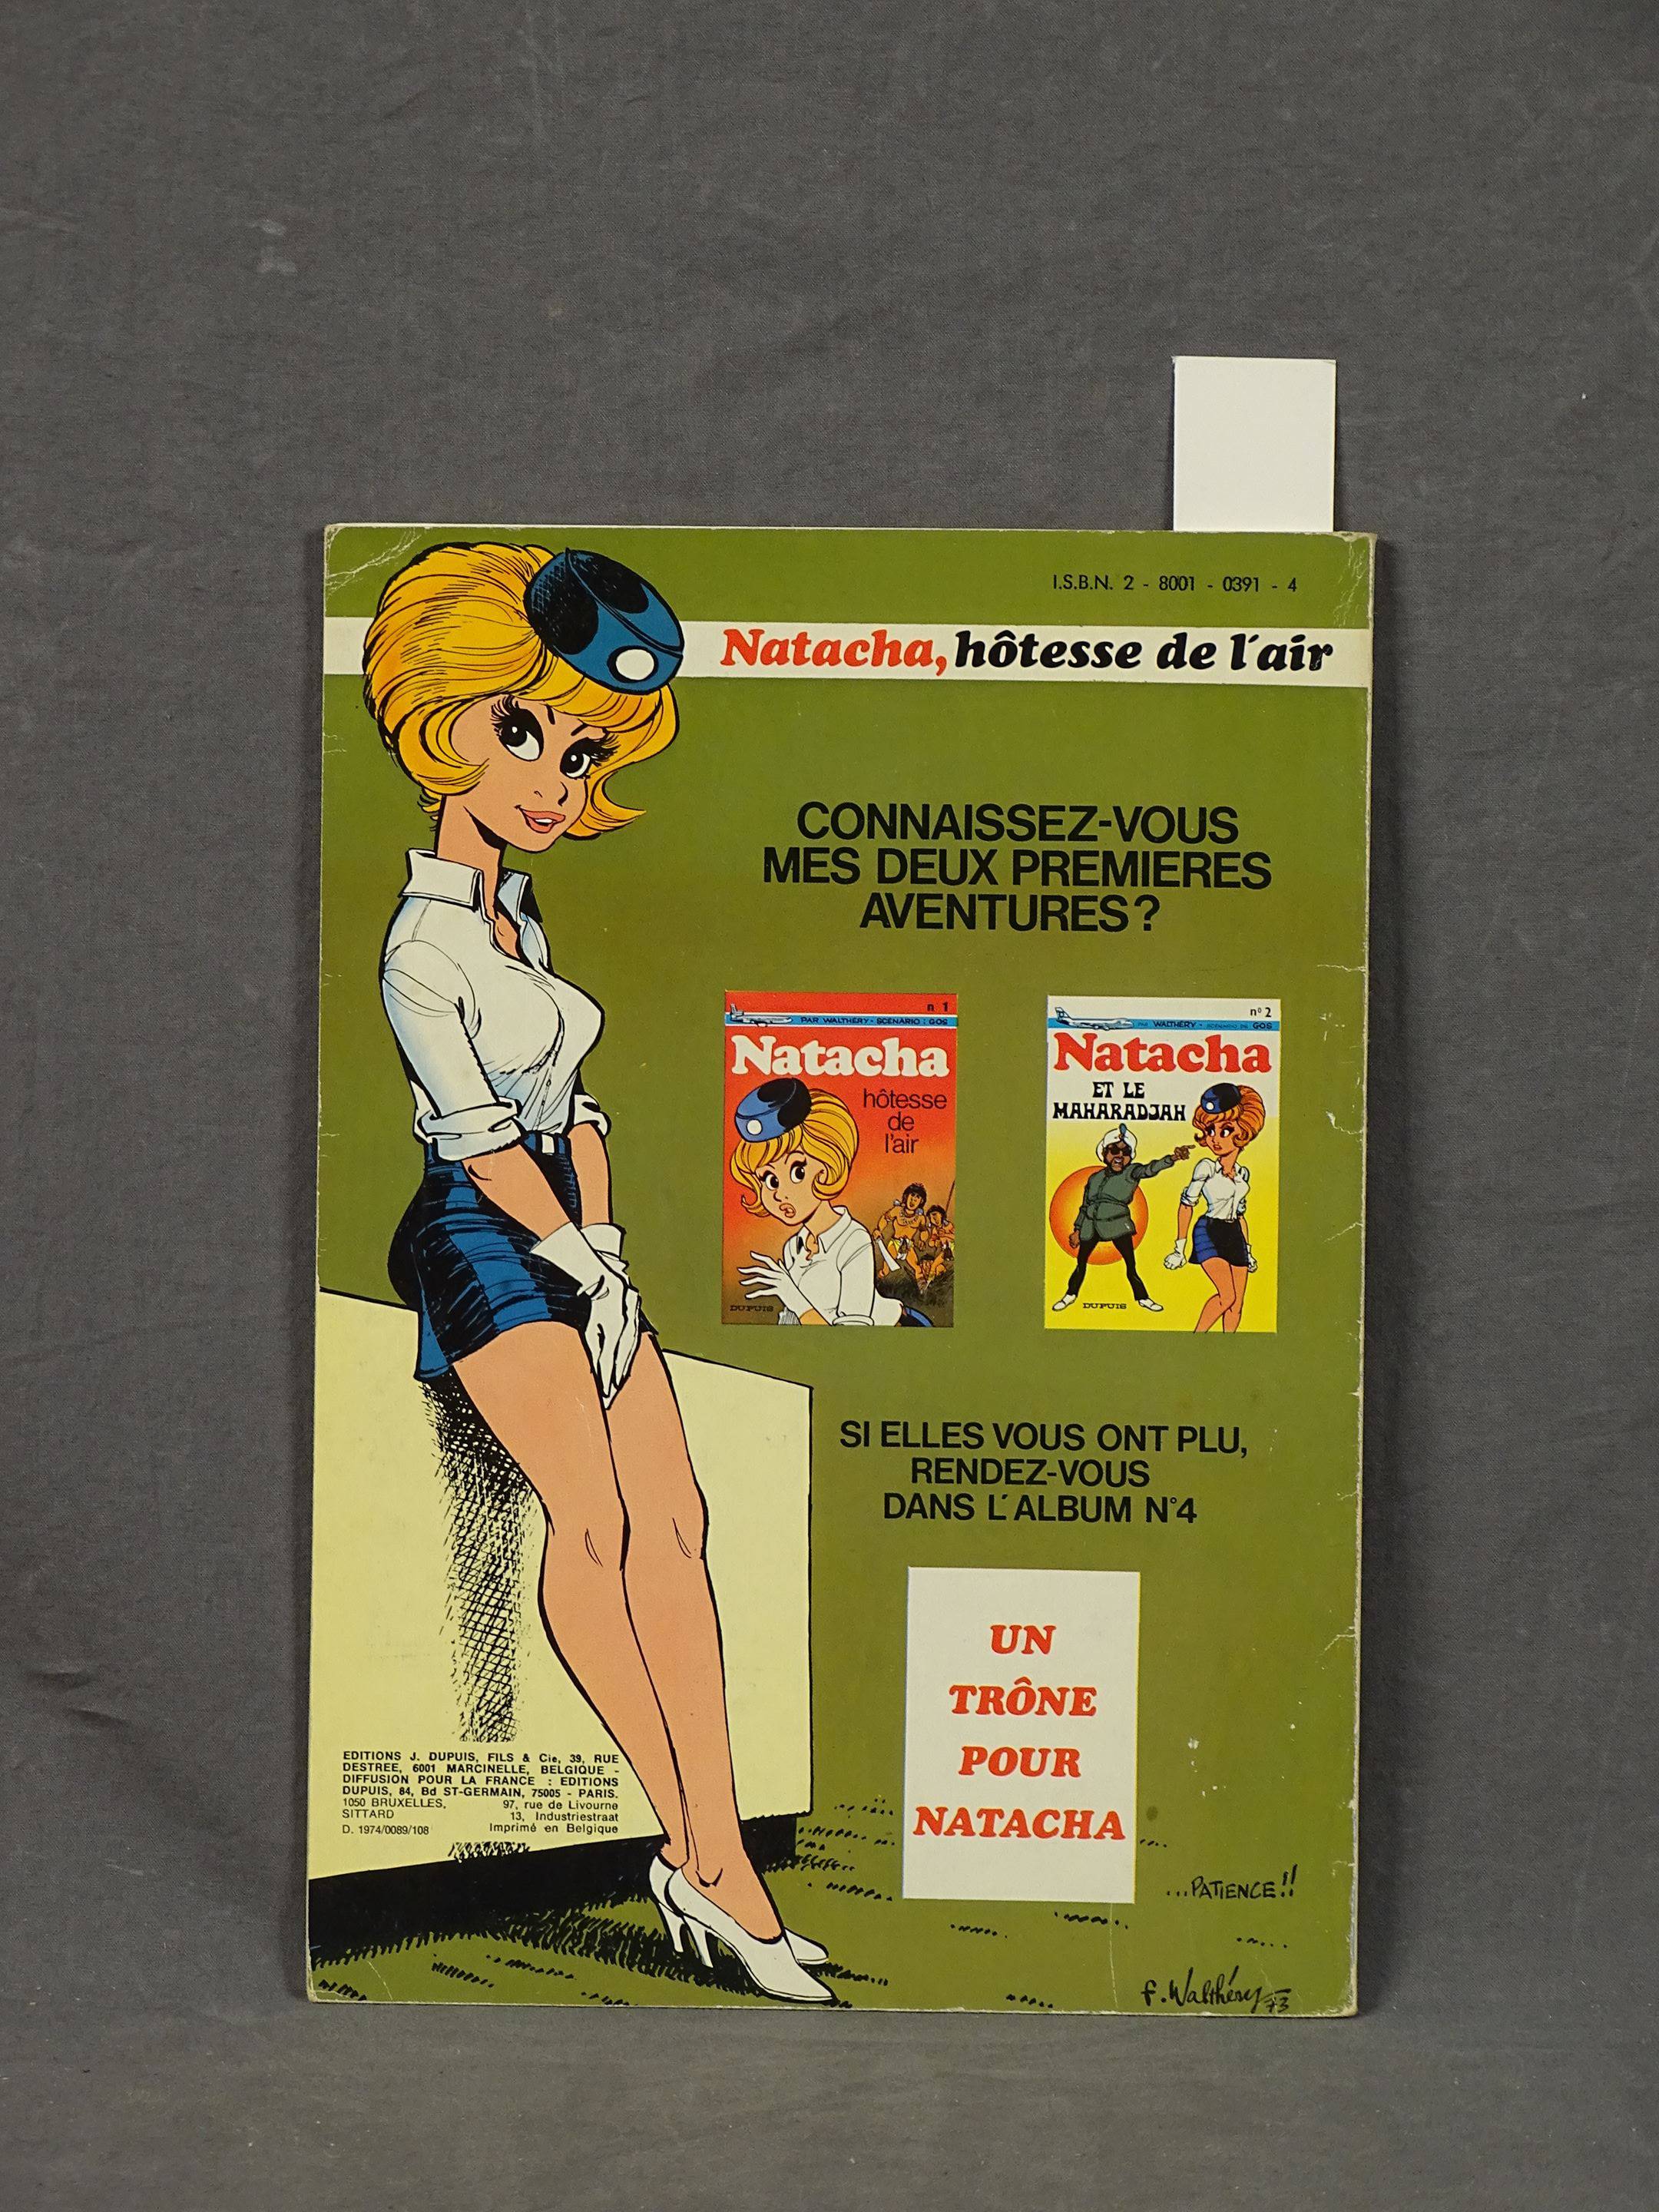 I.S.B.N. 2 - 8001 - 0391 - 4
Natacha, hôtesse de l'air
CONNAISSEZ-VOUS
MES DEUX PREMIERES
AVENTURES?
n 1
PAR WALTHÉRY - SCENARIO : GOS
Natacha
hôtesse
de
l'air
DUPUIS
nº 2
PAR WALTHÉRY - SCENARIO DE GOS
Natacha
ET LE
MAHARADJAH
DUPUIS
SI ELLES VOUS ONT PLU,
RENDEZ-VOUS
DANS L'ALBUM N°4
UN
TRÔNE
POUR
NATACHA
...PATIENCE!!
EDITIONS J. DUPUIS, FILS & Cie, 39, RUE
DESTREE, 6001 MARCINELLE, BELGIQUE -
DIFFUSION POUR LA FRANCE : EDITIONS
DUPUIS, 84, Bd ST-GERMAIN, 75005 - PARIS.
1050 BRUXELLES, 97, rue de Livourne
SITTARD 13, Industriestraat
D. 1974/0089/108 Imprimé en Belgique
F. Walthéry 73